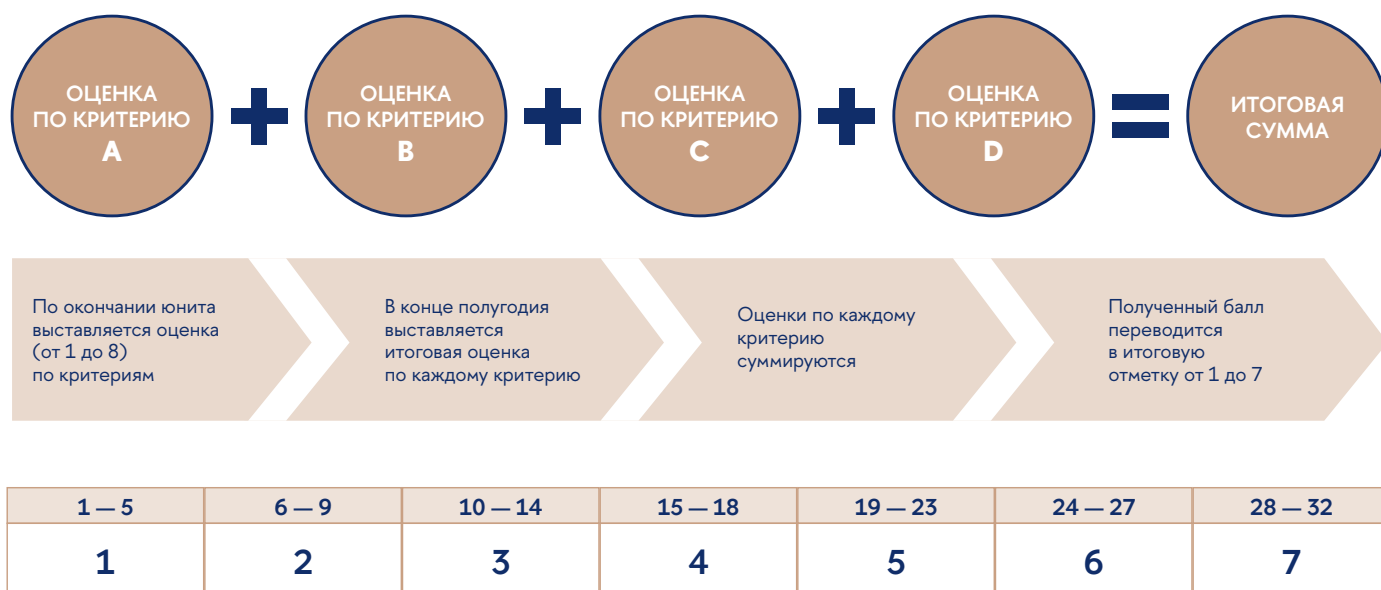 ОЦЕНКА
ПО КРИТЕРИЮ
A
+
ОЦЕНКА
ПО КРИТЕРИЮ
B
+
ОЦЕНКА
ПО КРИТЕРИЮ
C
+
ОЦЕНКА
ПО КРИТЕРИЮ
D
=
ИТОГОВАЯ
СУММА
По окончании юнита
выставляется оценка
(от 1 до 8)
по критериям
В конце полугодия
выставляется
итоговая оценка
по каждому критерию
Оценки по каждому
критерию
суммируются
Полученный балл
переводится
в итоговую
отметку от 1 до 7
1 — 5 6 — 9 10 — 14 15 — 18 19 — 23 24 — 27 28 — 32
1 2 3 4 5 6 7